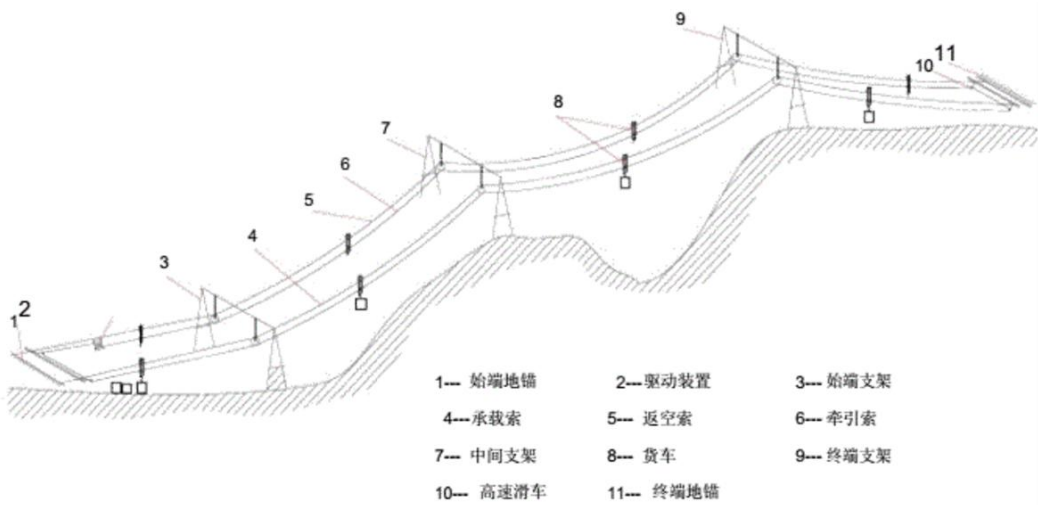 9
11
10
8
7
6
5
4
3
2
1
1--- 始端地锚 2---驱动装置 3--- 始端支架
4---承载索 5--- 返空索 6--- 牵引索
7--- 中间支架 8--- 货车 9--- 终端支架
10--- 高速滑车 11--- 终端地锚